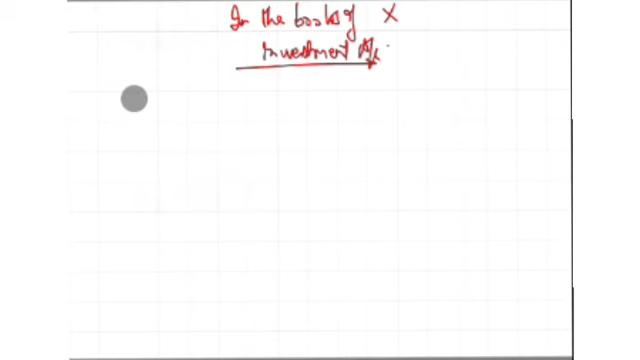 In the books of X
Investment A/c